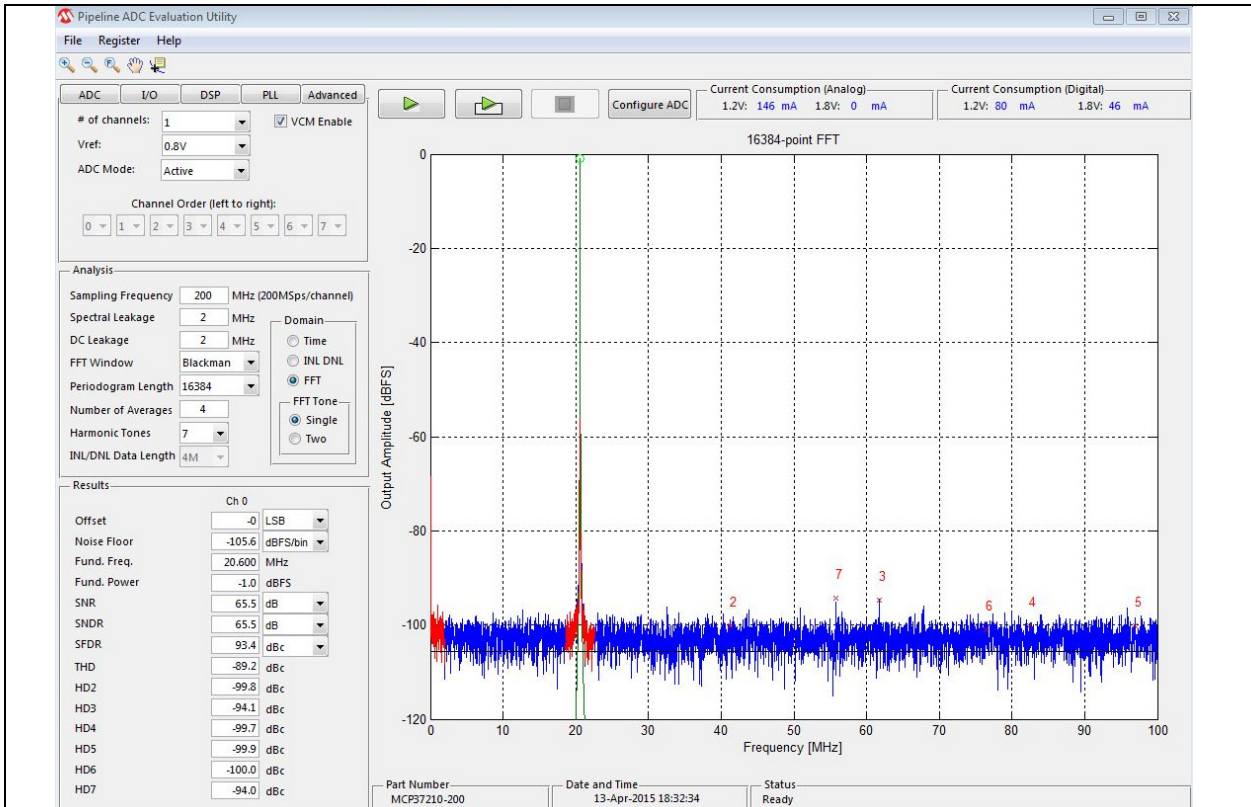 Pipeline ADC Evaluation Utility
File Register Help
ADC I/O DSP PLL Advanced
# of channels: 1 VCM Enable
Vref: 0.8V
ADC Mode: Active
Channel Order (left to right):
0 1 2 3 4 5 6 7
Configure ADC
Current Consumption (Analog)
1.2V: 146 mA 1.8V: 0 mA
Current Consumption (Digital)
1.2V: 80 mA 1.8V: 46 mA
Analysis
Sampling Frequency 200 MHz (200MSps/channel)
Spectral Leakage 2 MHz
DC Leakage 2 MHz
FFT Window Blackman
Periodogram Length 16384
Number of Averages 4
Harmonic Tones 7
INL/DNL Data Length 4M
Domain
Time
INL DNL
FFT
FFT Tone
Single
Two
Results
Ch 0
Offset -0 LSB
Noise Floor -105.6 dBFS/bin
Fund. Freq. 20.600 MHz
Fund. Power -1.0 dBFS
SNR 65.5 dB
SNDR 65.5 dB
SFDR 93.4 dBc
THD -89.2 dBc
HD2 -99.8 dBc
HD3 -94.1 dBc
HD4 -99.7 dBc
HD5 -99.9 dBc
HD6 -100.0 dBc
HD7 -94.0 dBc
16384-point FFT
Output Amplitude [dBFS]
0
-20
-40
-60
-80
-100
-120
2 7 3 6 4 5
0 10 20 30 40 50 60 70 80 90 100
Frequency [MHz]
Part Number
MCP37210-200
Date and Time
13-Apr-2015 18:32:34
Status
Ready